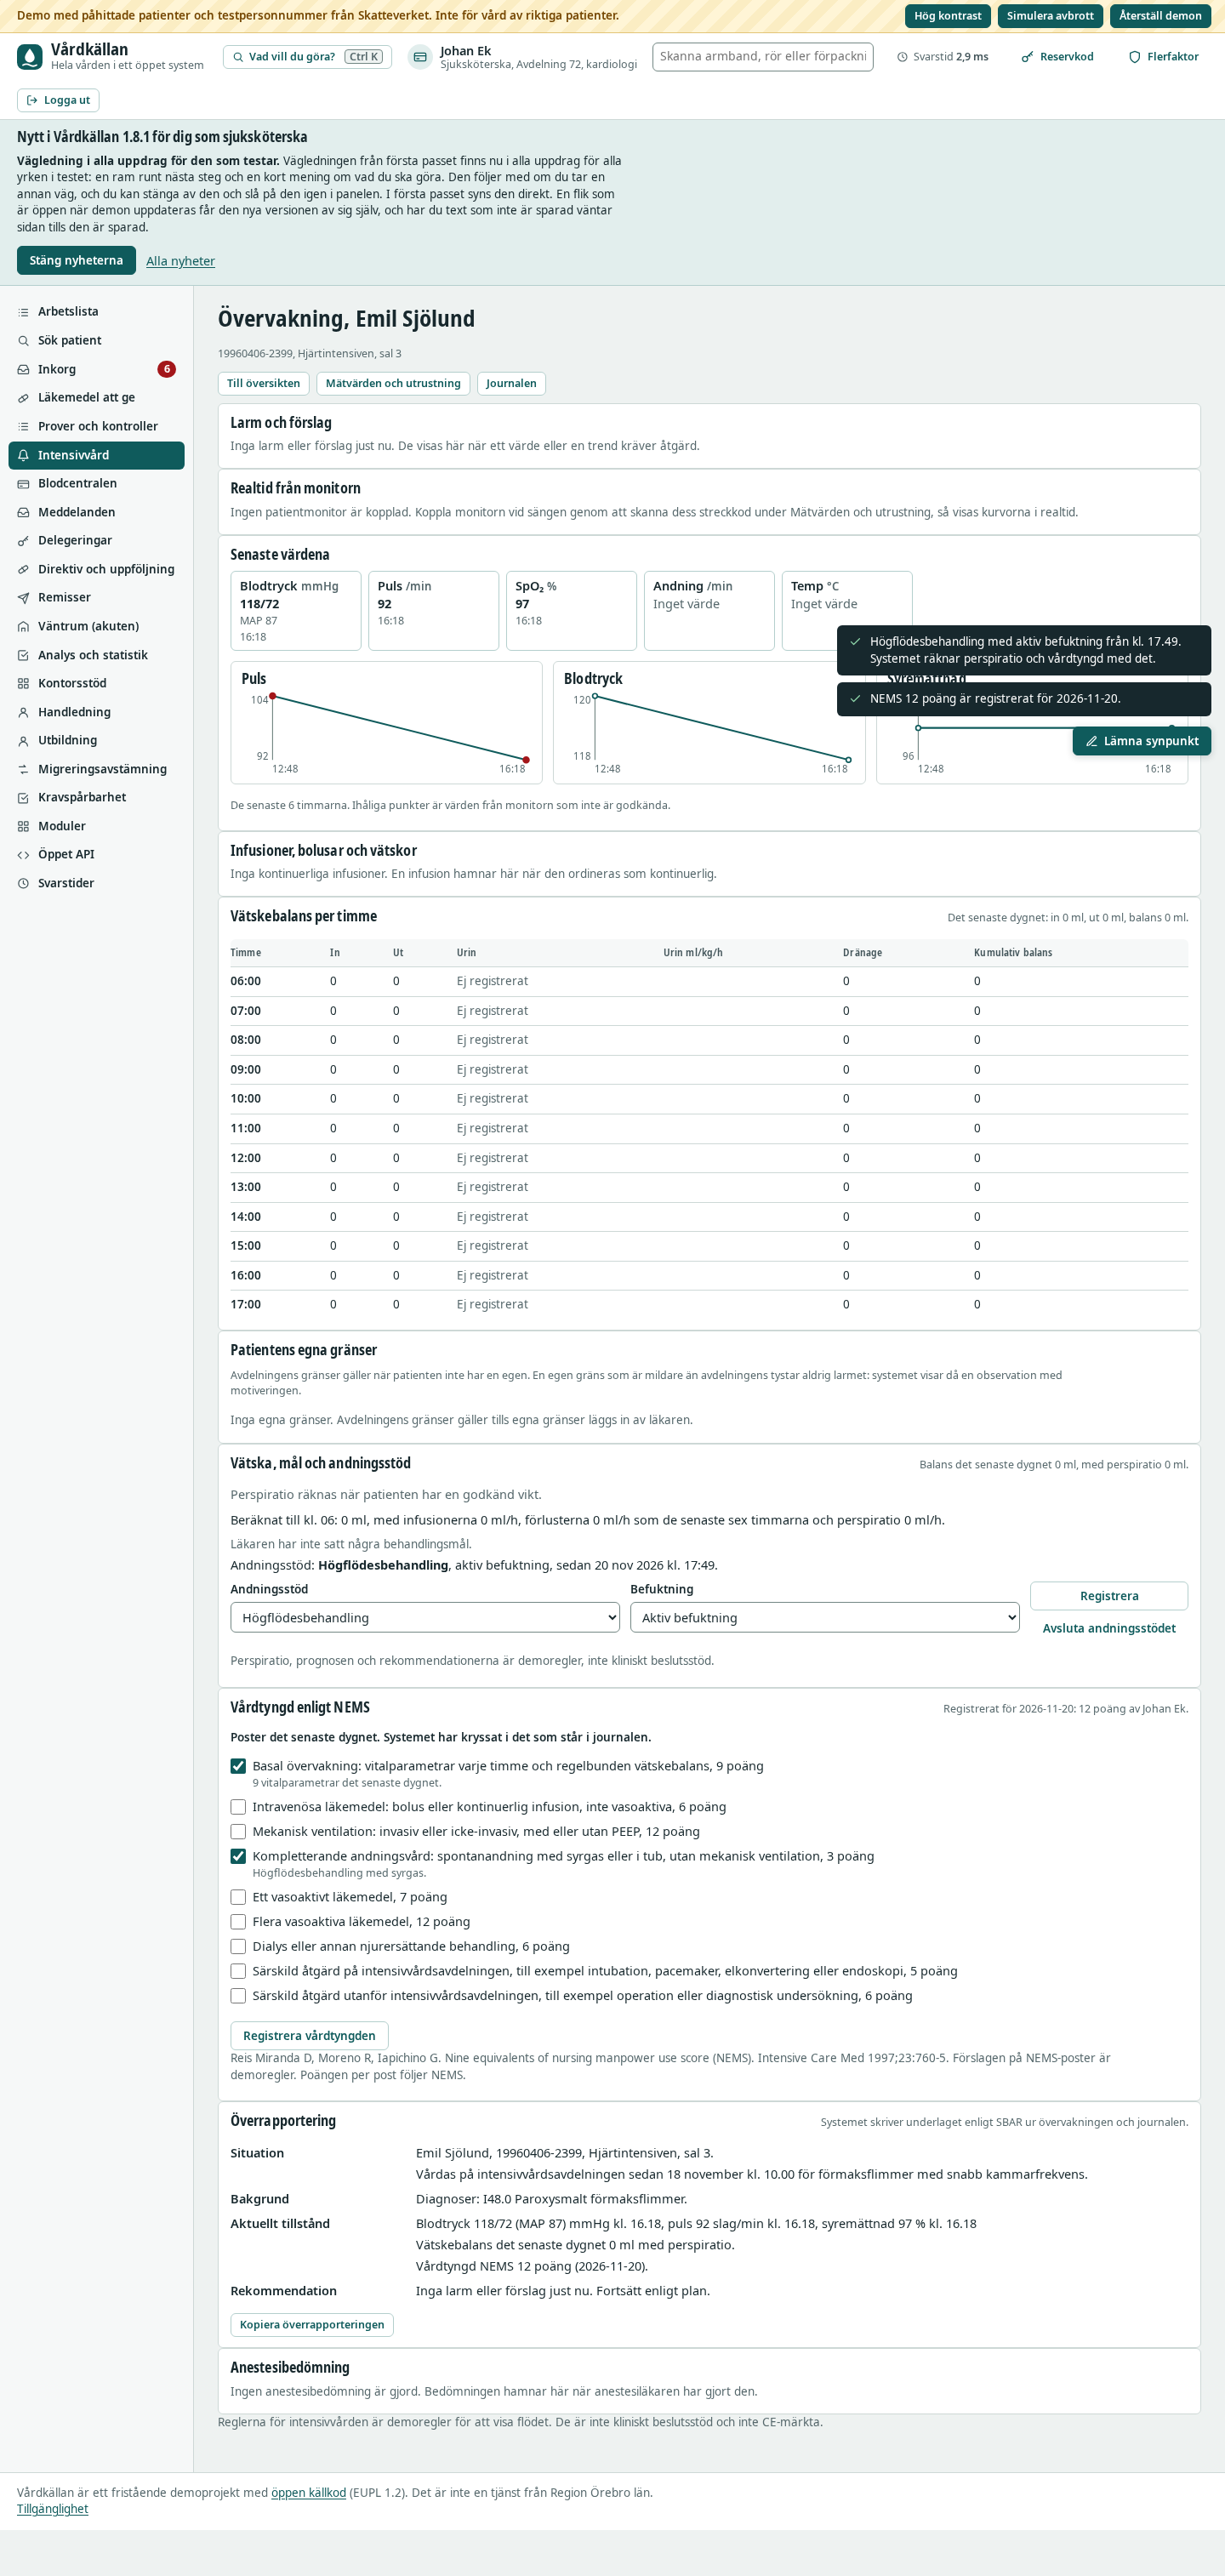 Demo med påhittade patienter och testpersonnummer från Skatteverket. Inte för vård av riktiga patienter.
Hög kontrast
Simulera avbrott
Återställ demon
Vårdkällan
Hela vården i ett öppet system
Vad vill du göra? Ctrl K
Johan Ek
Sjuksköterska, Avdelning 72, kardiologi
Skanna armband, rör eller förpackni
Svarstid 2,9 ms
Reservkod
Flerfaktor
Logga ut
Nytt i Vårdkällan 1.8.1 för dig som sjuksköterska
Vägledning i alla uppdrag för den som testar. Vägledningen från första passet finns nu i alla uppdrag för alla
yrken i testet: en ram runt nästa steg och en kort mening om vad du ska göra. Den följer med om du tar en
annan väg, och du kan stänga av den och slå på den igen i panelen. I första passet syns den direkt. En flik som
är öppen när demon uppdateras får den nya versionen av sig själv, och har du text som inte är sparad väntar
sidan tills den är sparad.
Stäng nyheterna
Alla nyheter
Arbetslista
Sök patient
Inkorg 6
Läkemedel att ge
Prover och kontroller
Intensivvård
Blodcentralen
Meddelanden
Delegeringar
Direktiv och uppföljning
Remisser
Väntrum (akuten)
Analys och statistik
Kontorsstöd
Handledning
Utbildning
Migreringsavstämning
Kravspårbarhet
Moduler
Öppet API
Svarstider
Övervakning, Emil Sjölund
19960406-2399, Hjärtintensiven, sal 3
Till översikten
Mätvärden och utrustning
Journalen
Larm och förslag
Inga larm eller förslag just nu. De visas här när ett värde eller en trend kräver åtgärd.
Realtid från monitorn
Ingen patientmonitor är kopplad. Koppla monitorn vid sängen genom att skanna dess streckkod under Mätvärden och utrustning, så visas kurvorna i realtid.
Senaste värdena
Blodtryck mmHg
118/72
MAP 87
16:18
Puls /min
92
16:18
SpO₂ %
97
16:18
Andning /min
Inget värde
Temp °C
Inget värde
Högflödesbehandling med aktiv befuktning från kl. 17.49.
Systemet räknar perspiratio och vårdtyngd med det.
NEMS 12 poäng är registrerat för 2026-11-20.
Lämna synpunkt
Puls
104
92
12:48 16:18
Blodtryck
120
118
12:48 16:18
Syremättnad
96
12:48 16:18
De senaste 6 timmarna. Ihåliga punkter är värden från monitorn som inte är godkända.
Infusioner, bolusar och vätskor
Inga kontinuerliga infusioner. En infusion hamnar här när den ordineras som kontinuerlig.
Vätskebalans per timme
Det senaste dygnet: in 0 ml, ut 0 ml, balans 0 ml.
Timme In Ut Urin Urin ml/kg/h Dränage Kumulativ balans
06:00 0 0 Ej registrerat 0 0
07:00 0 0 Ej registrerat 0 0
08:00 0 0 Ej registrerat 0 0
09:00 0 0 Ej registrerat 0 0
10:00 0 0 Ej registrerat 0 0
11:00 0 0 Ej registrerat 0 0
12:00 0 0 Ej registrerat 0 0
13:00 0 0 Ej registrerat 0 0
14:00 0 0 Ej registrerat 0 0
15:00 0 0 Ej registrerat 0 0
16:00 0 0 Ej registrerat 0 0
17:00 0 0 Ej registrerat 0 0
Patientens egna gränser
Avdelningens gränser gäller när patienten inte har en egen. En egen gräns som är mildare än avdelningens tystar aldrig larmet: systemet visar då en observation med
motiveringen.
Inga egna gränser. Avdelningens gränser gäller tills egna gränser läggs in av läkaren.
Vätska, mål och andningsstöd
Balans det senaste dygnet 0 ml, med perspiratio 0 ml.
Perspiratio räknas när patienten har en godkänd vikt.
Beräknat till kl. 06: 0 ml, med infusionerna 0 ml/h, förlusterna 0 ml/h som de senaste sex timmarna och perspiratio 0 ml/h.
Läkaren har inte satt några behandlingsmål.
Andningsstöd: Högflödesbehandling, aktiv befuktning, sedan 20 nov 2026 kl. 17:49.
Andningsstöd
Högflödesbehandling
Befuktning
Aktiv befuktning
Registrera
Avsluta andningsstödet
Perspiratio, prognosen och rekommendationerna är demoregler, inte kliniskt beslutsstöd.
Vårdtyngd enligt NEMS
Registrerat för 2026-11-20: 12 poäng av Johan Ek.
Poster det senaste dygnet. Systemet har kryssat i det som står i journalen.
Basal övervakning: vitalparametrar varje timme och regelbunden vätskebalans, 9 poäng
9 vitalparametrar det senaste dygnet.
Intravenösa läkemedel: bolus eller kontinuerlig infusion, inte vasoaktiva, 6 poäng
Mekanisk ventilation: invasiv eller icke-invasiv, med eller utan PEEP, 12 poäng
Kompletterande andningsvård: spontanandning med syrgas eller i tub, utan mekanisk ventilation, 3 poäng
Högflödesbehandling med syrgas.
Ett vasoaktivt läkemedel, 7 poäng
Flera vasoaktiva läkemedel, 12 poäng
Dialys eller annan njurersättande behandling, 6 poäng
Särskild åtgärd på intensivvårdsavdelningen, till exempel intubation, pacemaker, elkonvertering eller endoskopi, 5 poäng
Särskild åtgärd utanför intensivvårdsavdelningen, till exempel operation eller diagnostisk undersökning, 6 poäng
Registrera vårdtyngden
Reis Miranda D, Moreno R, Iapichino G. Nine equivalents of nursing manpower use score (NEMS). Intensive Care Med 1997;23:760-5. Förslagen på NEMS-poster är
demoregler. Poängen per post följer NEMS.
Överrapportering
Systemet skriver underlaget enligt SBAR ur övervakningen och journalen.
Situation
Emil Sjölund, 19960406-2399, Hjärtintensiven, sal 3.
Vårdas på intensivvårdsavdelningen sedan 18 november kl. 10.00 för förmaksflimmer med snabb kammarfrekvens.
Bakgrund
Diagnoser: I48.0 Paroxysmalt förmaksflimmer.
Aktuellt tillstånd
Blodtryck 118/72 (MAP 87) mmHg kl. 16.18, puls 92 slag/min kl. 16.18, syremättnad 97 % kl. 16.18
Vätskebalans det senaste dygnet 0 ml med perspiratio.
Vårdtyngd NEMS 12 poäng (2026-11-20).
Rekommendation
Inga larm eller förslag just nu. Fortsätt enligt plan.
Kopiera överrapporteringen
Anestesibedömning
Ingen anestesibedömning är gjord. Bedömningen hamnar här när anestesiläkaren har gjort den.
Reglerna för intensivvården är demoregler för att visa flödet. De är inte kliniskt beslutsstöd och inte CE-märkta.
Vårdkällan är ett fristående demoprojekt med öppen källkod (EUPL 1.2). Det är inte en tjänst från Region Örebro län.
Tillgänglighet